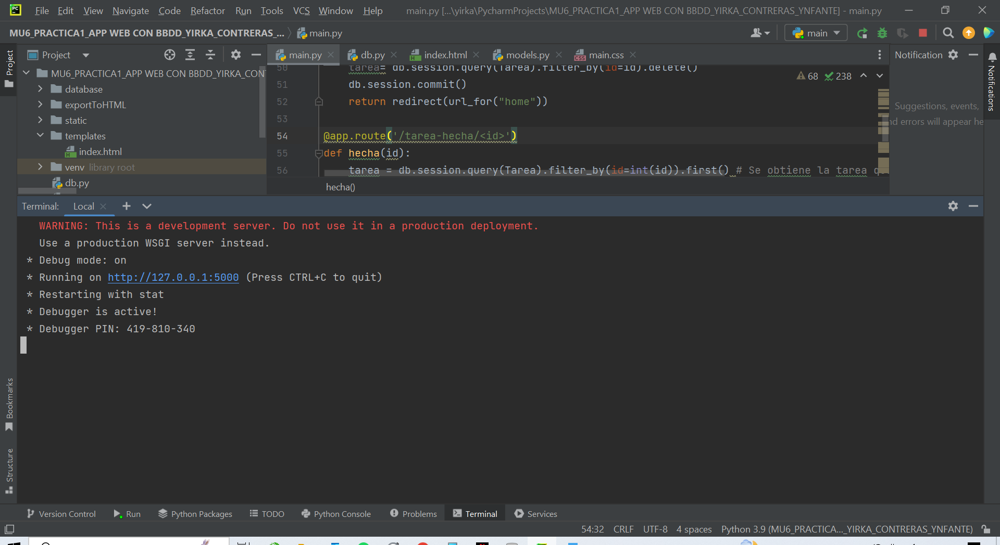 PC File Edit View Navigate Code Refactor Run Tools VCS Window Help main.py [...\yirka\PycharmProjects\MU6_PRACTICA1_APP WEB CON BBDD_YIRKA_CONTRERAS_YNFANTE] - main.py
MU6_PRACTICA1_APP WEB CON BBDD_YIRKA_CONTRERAS_... main.py main
Project
Project
MU6_PRACTICA1_APP WEB CON BBDD_YIRKA_CON
database
exportToHTML
static
templates
index.html
venv library root
db.py
main.py db.py index.html models.py main.css
68 238
50 tarea= db.session.query(Tarea).filter_by(id=id).delete()
51 db.session.commit()
52 return redirect(url_for("home"))
53
54 @app.route('/tarea-hecha/<id>')
55 def hecha(id):
56 tarea = db.session.query(Tarea).filter_by(id=int(id)).first() # Se obtiene la tarea
hecha()
Notification
Suggestions, events,
nd errors will appear he
Notifications
Terminal: Local
WARNING: This is a development server. Do not use it in a production deployment.
Use a production WSGI server instead.
* Debug mode: on
* Running on http://127.0.0.1:5000 (Press CTRL+C to quit)
* Restarting with stat
* Debugger is active!
* Debugger PIN: 419-810-340
Bookmarks
Structure
Version Control Run Python Packages TODO Python Console Problems Terminal Services
54:32 CRLF UTF-8 4 spaces Python 3.9 (MU6_PRACTICA..._YIRKA_CONTRERAS_YNFANTE)